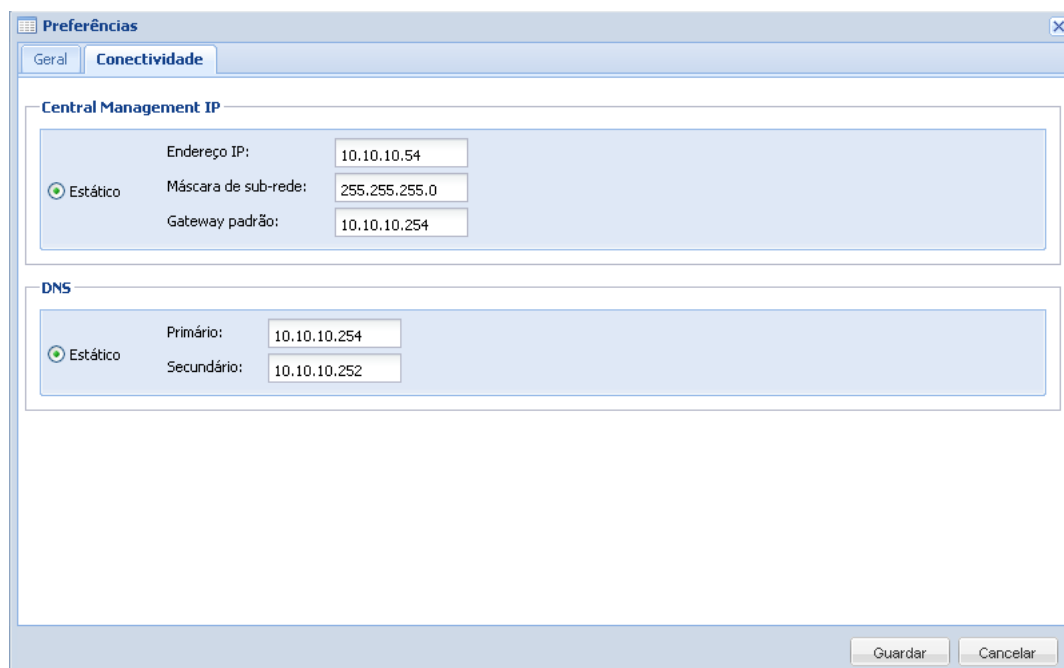 Preferências
Geral Conectividade
Central Management IP
Endereço IP: 10.10.10.54
Estático
Máscara de sub-rede: 255.255.255.0
Gateway padrão: 10.10.10.254
DNS
Primário: 10.10.10.254
Estático
Secundário: 10.10.10.252
Guardar Cancelar